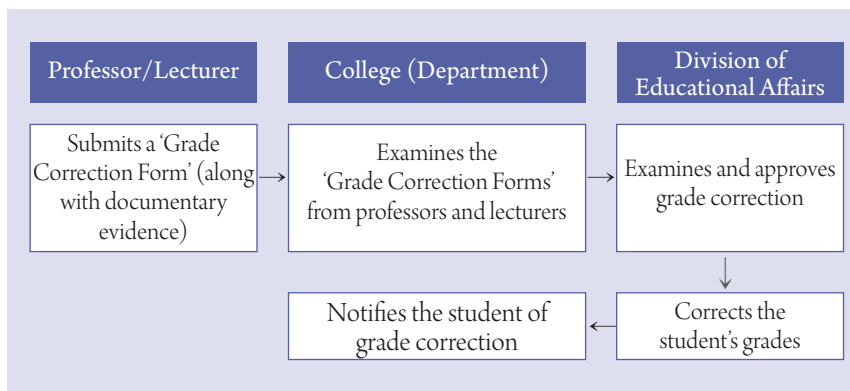 Professor/Lecturer
College (Department)
Division of
Educational Affairs
Submits a ‘Grade
Correction Form’ (along
with documentary
evidence)
Examines the
‘Grade Correction Forms’
from professors and lecturers
Examines and approves
grade correction
Notifies the student of
grade correction
Corrects the
student’s grades